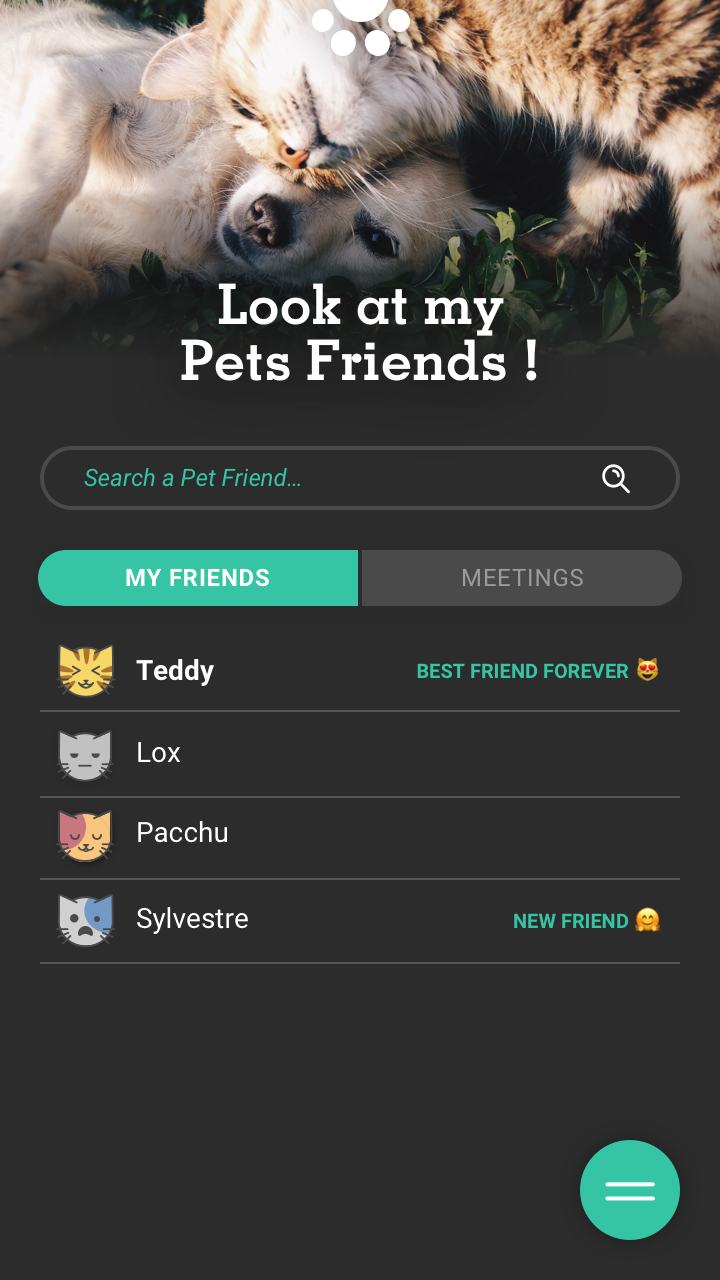 Look at my
Pets Friends !
Search a Pet Friend...
MY FRIENDS
MEETINGS
Teddy
BEST FRIEND FOREVER 😻
Lox
Pacchu
Sylvestre
NEW FRIEND 🤗